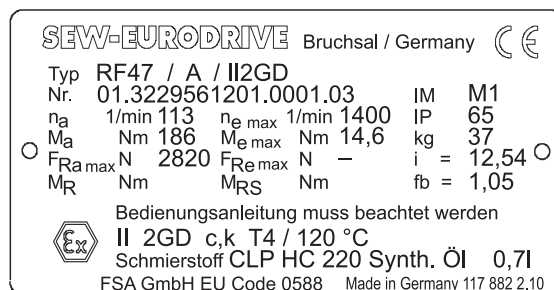 SEW-EURODRIVE Bruchsal / Germany CE
Typ RF47 / A / II2GD
Nr. 01.3229561201.0001.03 IM M1
na 1/min 113 ne max 1/min 1400 IP 65
Ma Nm 186 Me max Nm 14,6 kg 37
FRa max N 2820 FRe max N – i = 12,54
MR Nm MRS Nm fb = 1,05
Bedienungsanleitung muss beachtet werden
Ex II 2GD c,k T4 / 120 °C
Schmierstoff CLP HC 220 Synth. Öl 0,7l
FSA GmbH EU Code 0588 Made in Germany 117 882 2.10